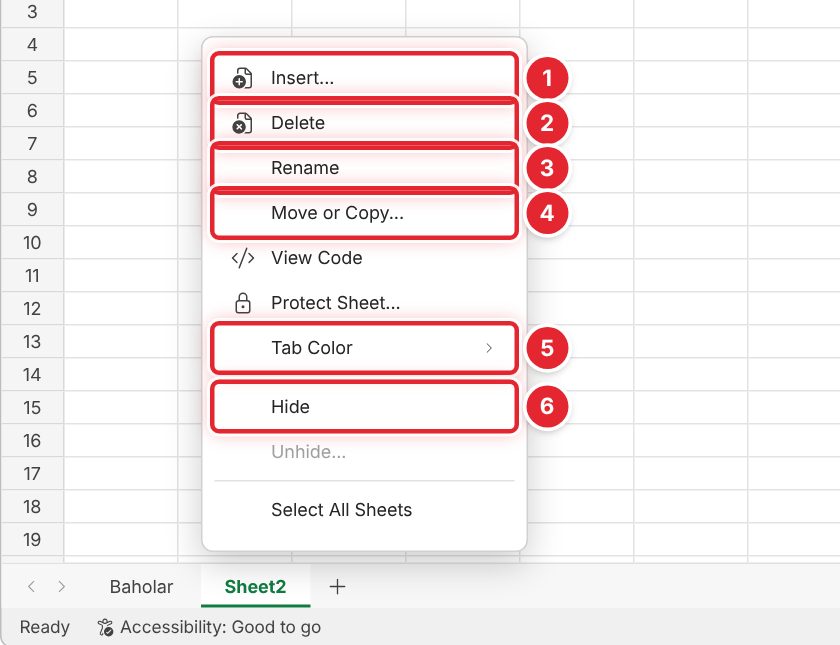 3
4
5
6
7
8
9
10
11
12
13
14
15
16
17
18
19
Insert... 1
Delete 2
Rename 3
Move or Copy... 4
</> View Code
Protect Sheet...
Tab Color > 5
Hide 6
Unhide...
Select All Sheets
< > Baholar Sheet2 +
Ready Accessibility: Good to go